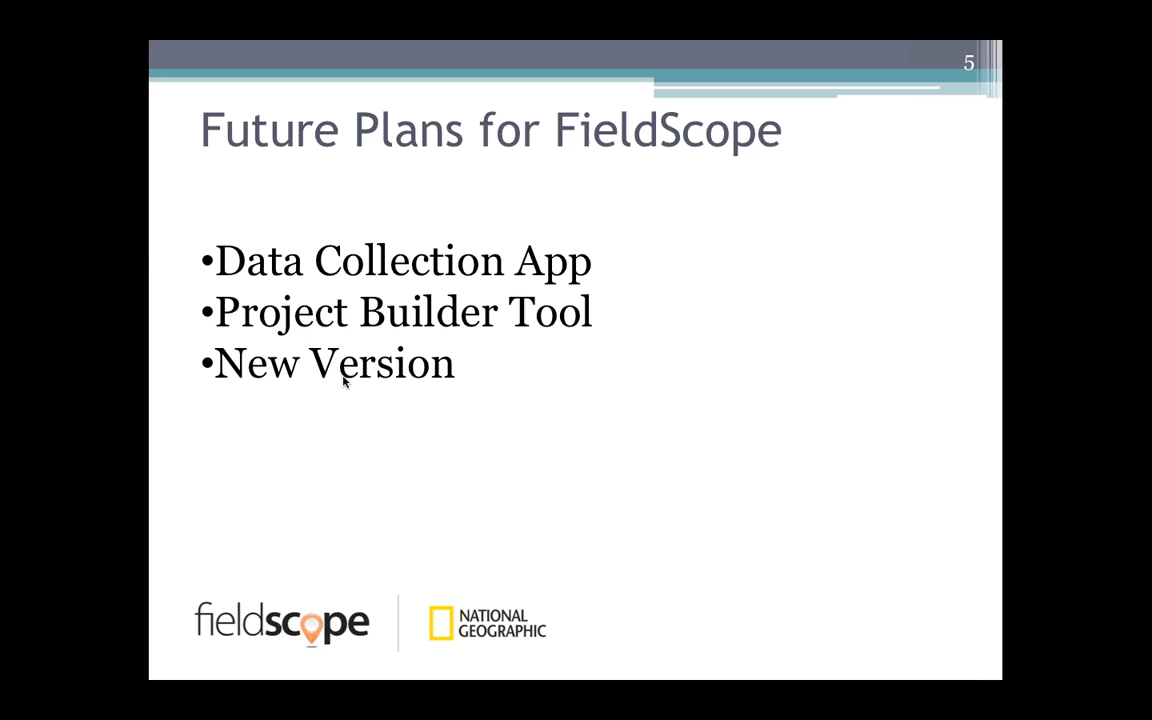 5
Future Plans for FieldScope
•Data Collection App
•Project Builder Tool
•New Version
fieldscope
NATIONAL
GEOGRAPHIC